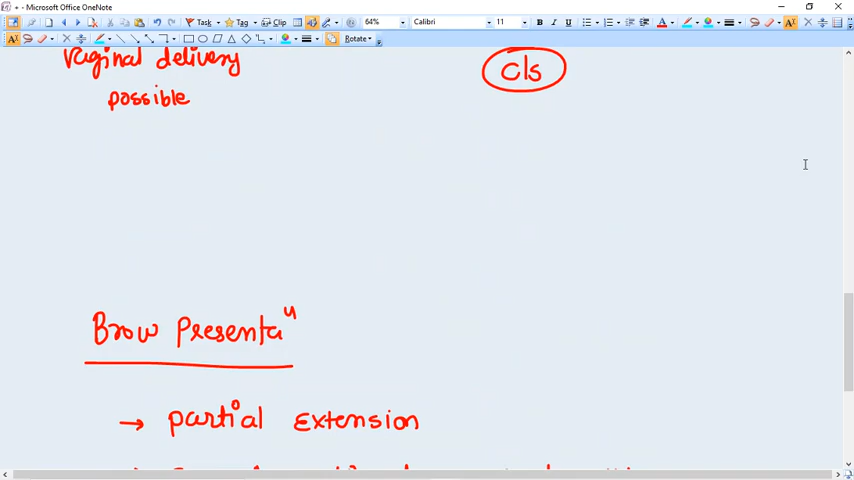 - Microsoft Office OneNote
Task Tag Clip 64% Calibri 11 B I U A
Rotate
Vaginal delivery
possible
C/s
Brow Presentaⁿ
→ partial Extension